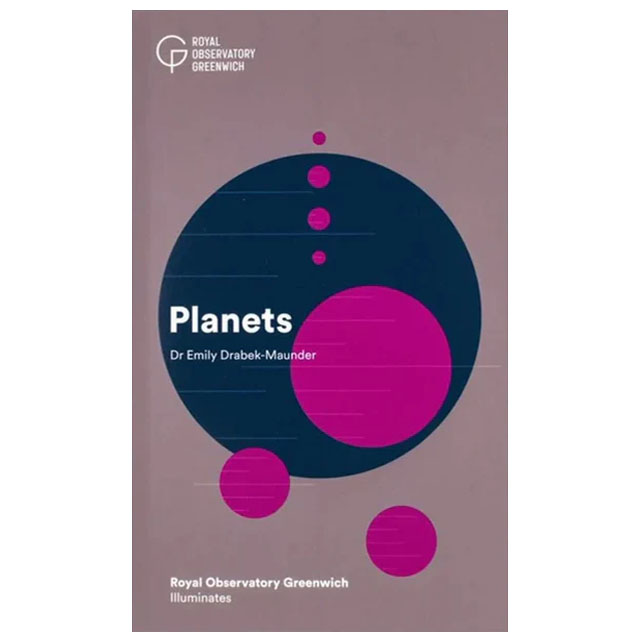 ROYAL
OBSERVATORY
GREENWICH
Planets
Dr Emily Drabek-Maunder
Royal Observatory Greenwich
Illuminates